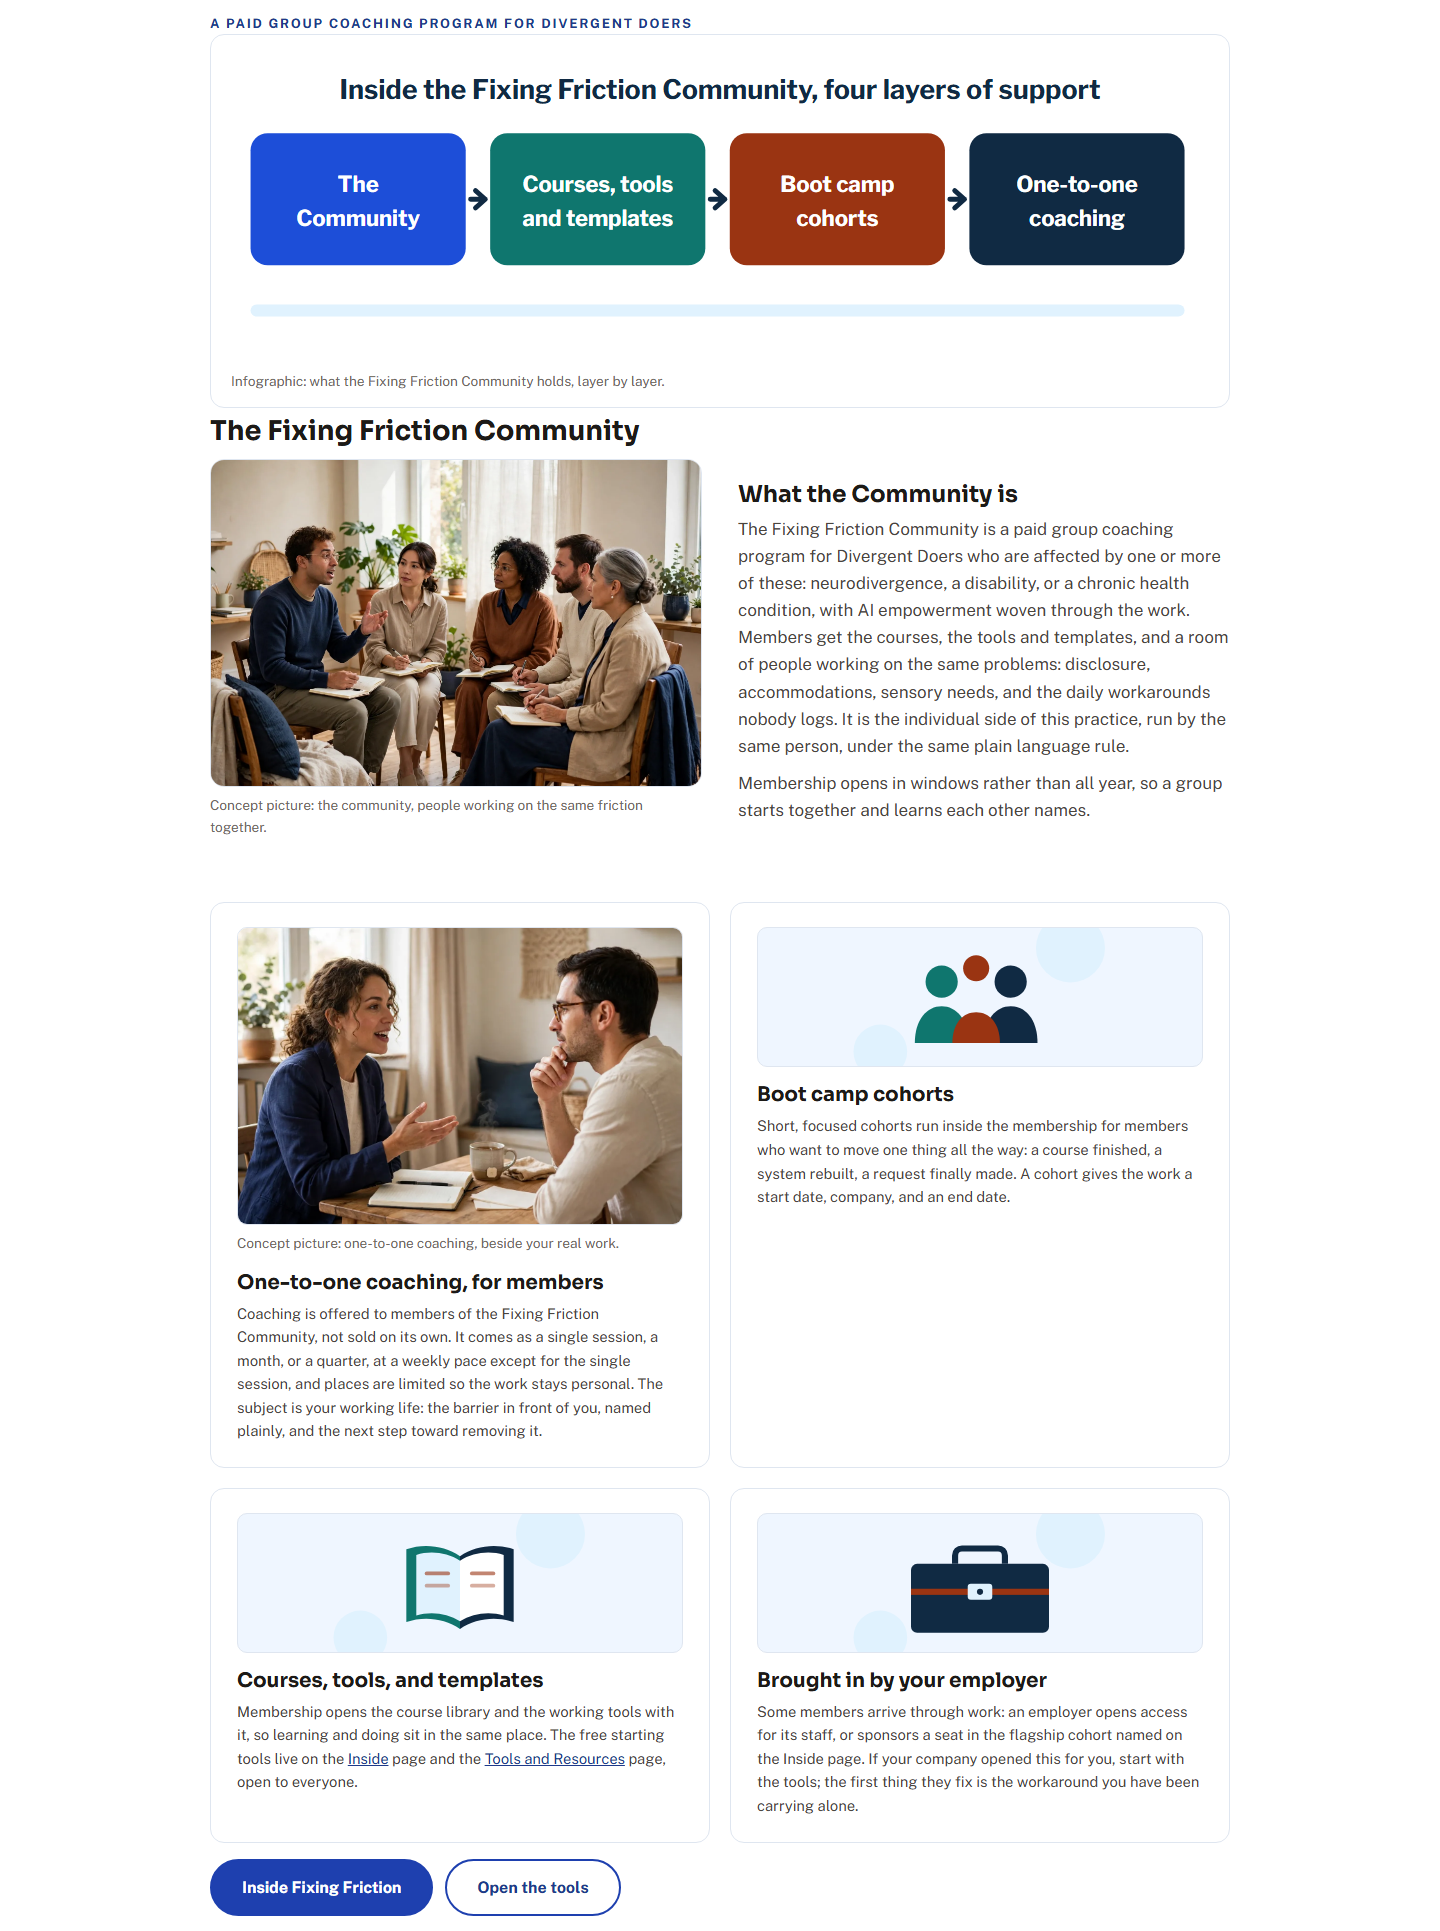 A PAID GROUP COACHING PROGRAM FOR DIVERGENT DOERS
Inside the Fixing Friction Community, four layers of support
The
Community
Courses, tools
and templates
Boot camp
cohorts
One-to-one
coaching
Infographic: what the Fixing Friction Community holds, layer by layer.
The Fixing Friction Community
Concept picture: the community, people working on the same friction
together.
What the Community is
The Fixing Friction Community is a paid group coaching
program for Divergent Doers who are affected by one or more
of these: neurodivergence, a disability, or a chronic health
condition, with AI empowerment woven through the work.
Members get the courses, the tools and templates, and a room
of people working on the same problems: disclosure,
accommodations, sensory needs, and the daily workarounds
nobody logs. It is the individual side of this practice, run by the
same person, under the same plain language rule.
Membership opens in windows rather than all year, so a group
starts together and learns each other names.
Concept picture: one-to-one coaching, beside your real work.
One-to-one coaching, for members
Coaching is offered to members of the Fixing Friction
Community, not sold on its own. It comes as a single session, a
month, or a quarter, at a weekly pace except for the single
session, and places are limited so the work stays personal. The
subject is your working life: the barrier in front of you, named
plainly, and the next step toward removing it.
Boot camp cohorts
Short, focused cohorts run inside the membership for members
who want to move one thing all the way: a course finished, a
system rebuilt, a request finally made. A cohort gives the work a
start date, company, and an end date.
Courses, tools, and templates
Membership opens the course library and the working tools with
it, so learning and doing sit in the same place. The free starting
tools live on the Inside page and the Tools and Resources page,
open to everyone.
Brought in by your employer
Some members arrive through work: an employer opens access
for its staff, or sponsors a seat in the flagship cohort named on
the Inside page. If your company opened this for you, start with
the tools; the first thing they fix is the workaround you have been
carrying alone.
Inside Fixing Friction
Open the tools